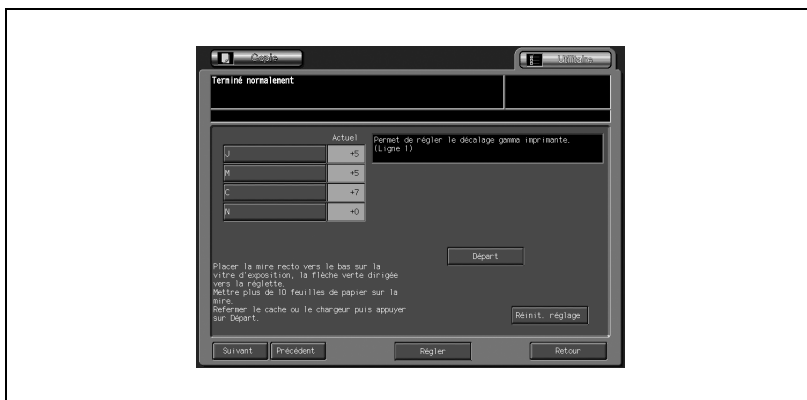 Copie
Utilitaire
Terminé normalement
Actuel
Permet de régler le décalage gamma imprimante.
(Ligne 1)
J +5
M +5
C +7
N +0
Départ
Placer la mire recto vers le bas sur la
vitre d'exposition, la flèche verte dirigée
vers la réglette.
Mettre plus de 10 feuilles de papier sur la
mire.
Refermer le cache ou le chargeur puis appuyer
sur Départ.
Réinit. réglage
Suivant
Précédent
Régler
Retour